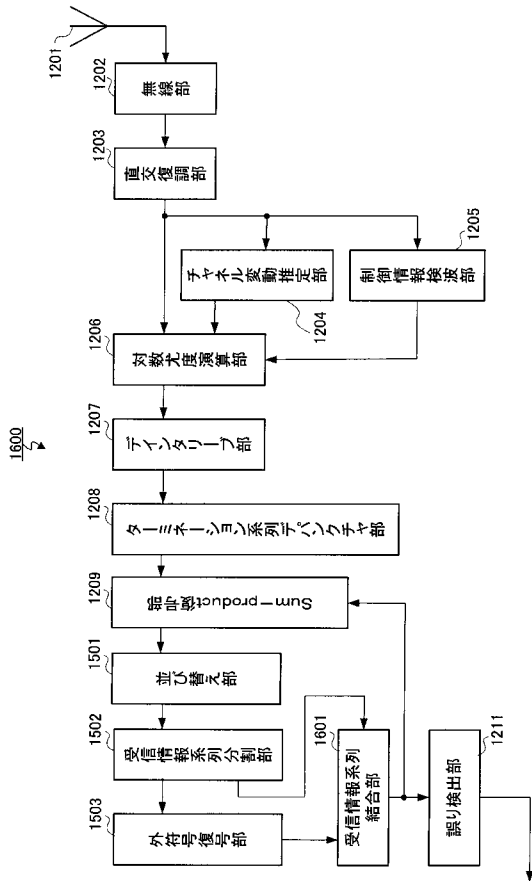 1600
1201
1202
無線部
1203
直交復調部
1204
チャネル変動推定部
1205
制御情報検波部
1206
対数尤度演算部
1207
デインタリーブ部
1208
ターミネーション系列デパンクチャ部
1209
Sum-product復号器
1501
並び替え部
1502
受信情報系列分割部
1503
外符号復号部
1601
受信情報系列
結合部
1211
誤り検出部